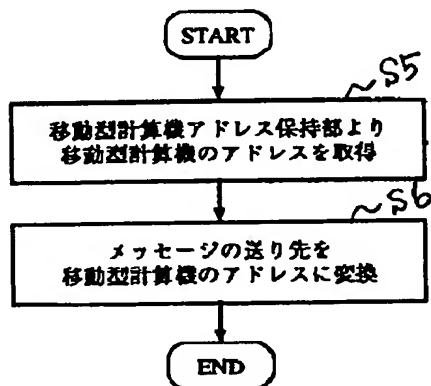 START
S5
移動型計算機アドレス保持部より
移動型計算機のアドレスを取得
S6
メッセージの送り先を
移動型計算機のアドレスに変換
END